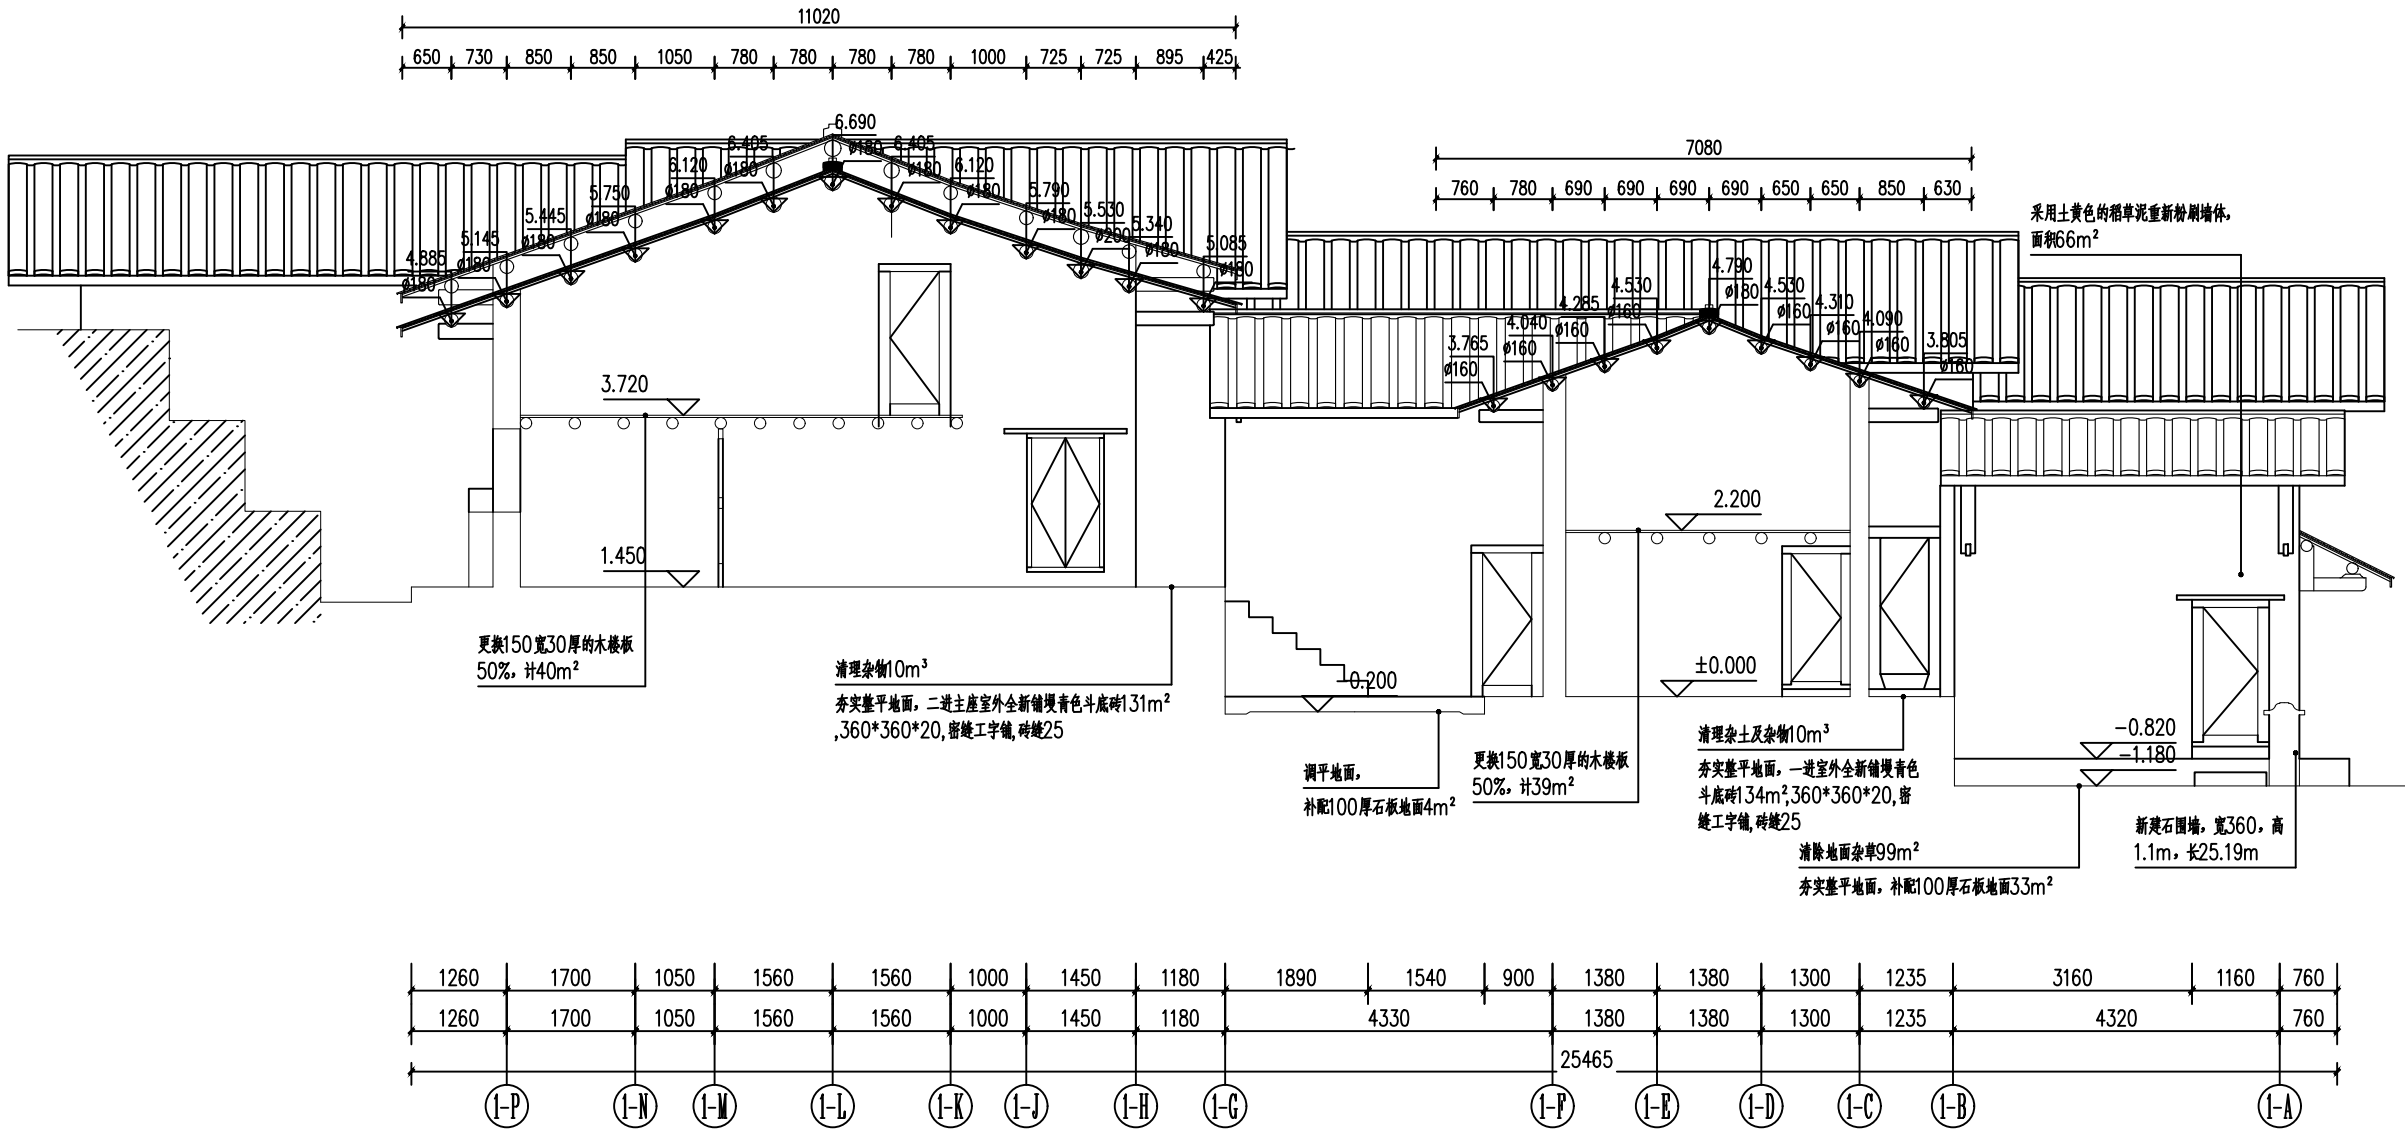 11020
650 730 850 850 1050 780 780 780 780 1000 725 725 895 425
6.690
ø180
6.405
ø180
6.405
ø180
6.120
ø180
6.120
ø180
5.750
ø180
5.790
ø180
5.445
ø180
5.530
ø200
5.340
ø180
5.145
ø180
5.085
ø180
4.885
ø180
7080
760 780 690 690 690 690 650 650 850 630
采用土黄色的稻草泥重新粉刷墙体,
面积66m²
4.790
ø180
4.530
ø160
4.530
ø160
4.285
ø160
4.310
ø160
4.040
ø160
4.090
ø160
3.765
ø160
3.805
ø160
3.720
1.450
2.200
±0.000
-0.200
-0.820
-1.180
更换150宽30厚的木楼板
50%, 计40m²
清理杂物10m³
夯实整平地面, 二进主座室外全新铺墁青色斗底砖131m²
,360*360*20,密缝工字铺,砖缝25
调平地面,
补配100厚石板地面4m²
更换150宽30厚的木楼板
50%, 计39m²
清理杂土及杂物10m³
夯实整平地面, 一进室外全新铺墁青色
斗底砖134m²,360*360*20,密
缝工字铺,砖缝25
清除地面杂草99m²
夯实整平地面, 补配100厚石板地面33m²
新建石围墙, 宽360, 高
1.1m, 长25.19m
1260 1700 1050 1560 1560 1000 1450 1180 1890 1540 900 1380 1380 1300 1235 3160 1160 760
1260 1700 1050 1560 1560 1000 1450 1180 4330 1380 1380 1300 1235 4320 760
25465
1-P 1-N 1-M 1-L 1-K 1-J 1-H 1-G 1-F 1-E 1-D 1-C 1-B 1-A